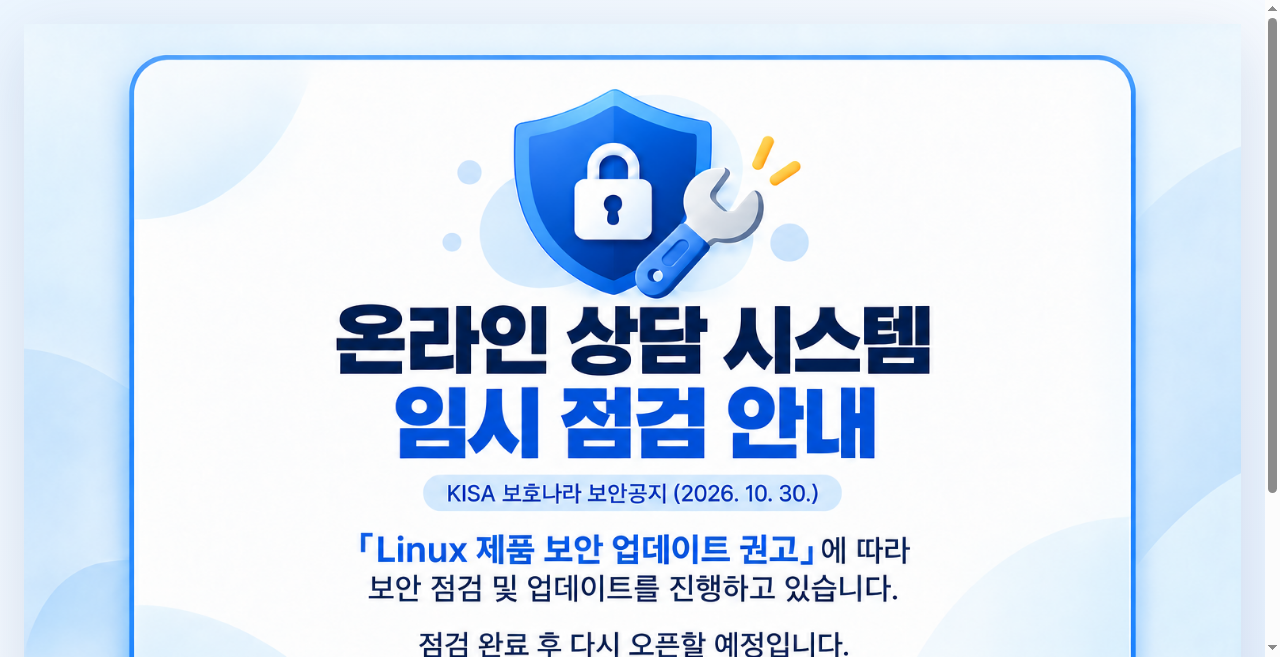 온라인 상담 시스템
임시 점검 안내
KISA 보호나라 보안공지 (2026. 10. 30.)
「Linux 제품 보안 업데이트 권고」에 따라
보안 점검 및 업데이트를 진행하고 있습니다.
점검 완료 후 다시 오픈할 예정입니다.